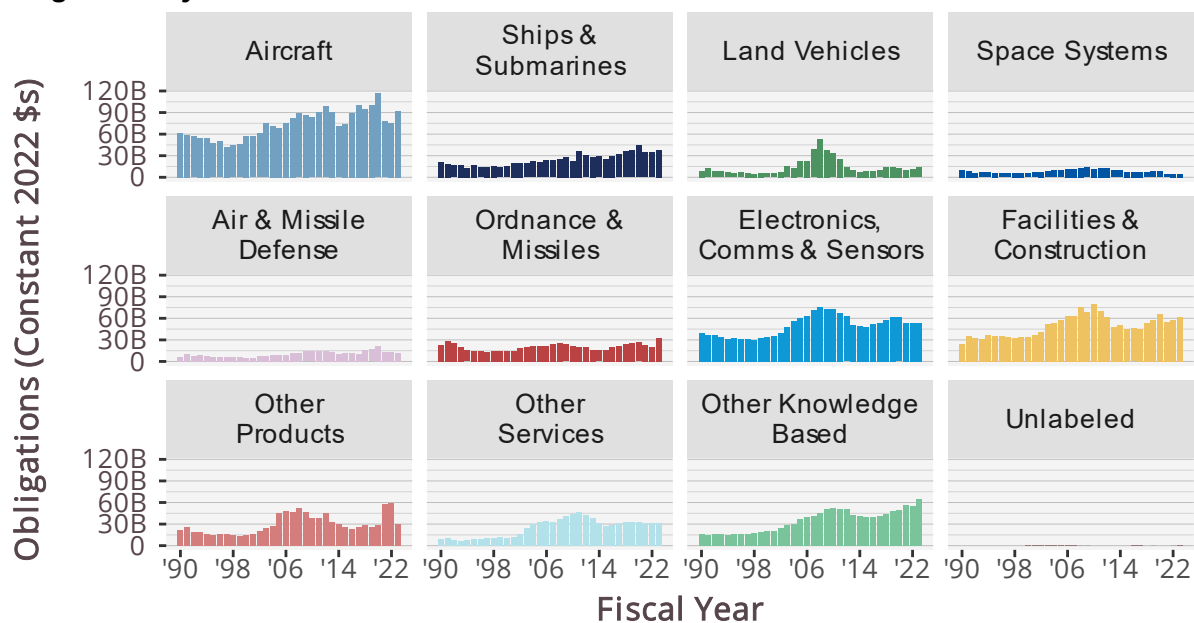 Aircraft
Ships &
Submarines
Land Vehicles
Space Systems
120B
90B
60B
30B
0
Air & Missile
Defense
Ordnance &
Missiles
Electronics,
Comms & Sensors
Facilities &
Construction
120B
90B
60B
30B
0
Other
Products
Other
Services
Other Knowledge
Based
Unlabeled
120B
90B
60B
30B
0
'90 '98 '06 '14 '22
'90 '98 '06 '14 '22
'90 '98 '06 '14 '22
'90 '98 '06 '14 '22
Fiscal Year
Obligations (Constant 2022 $s)